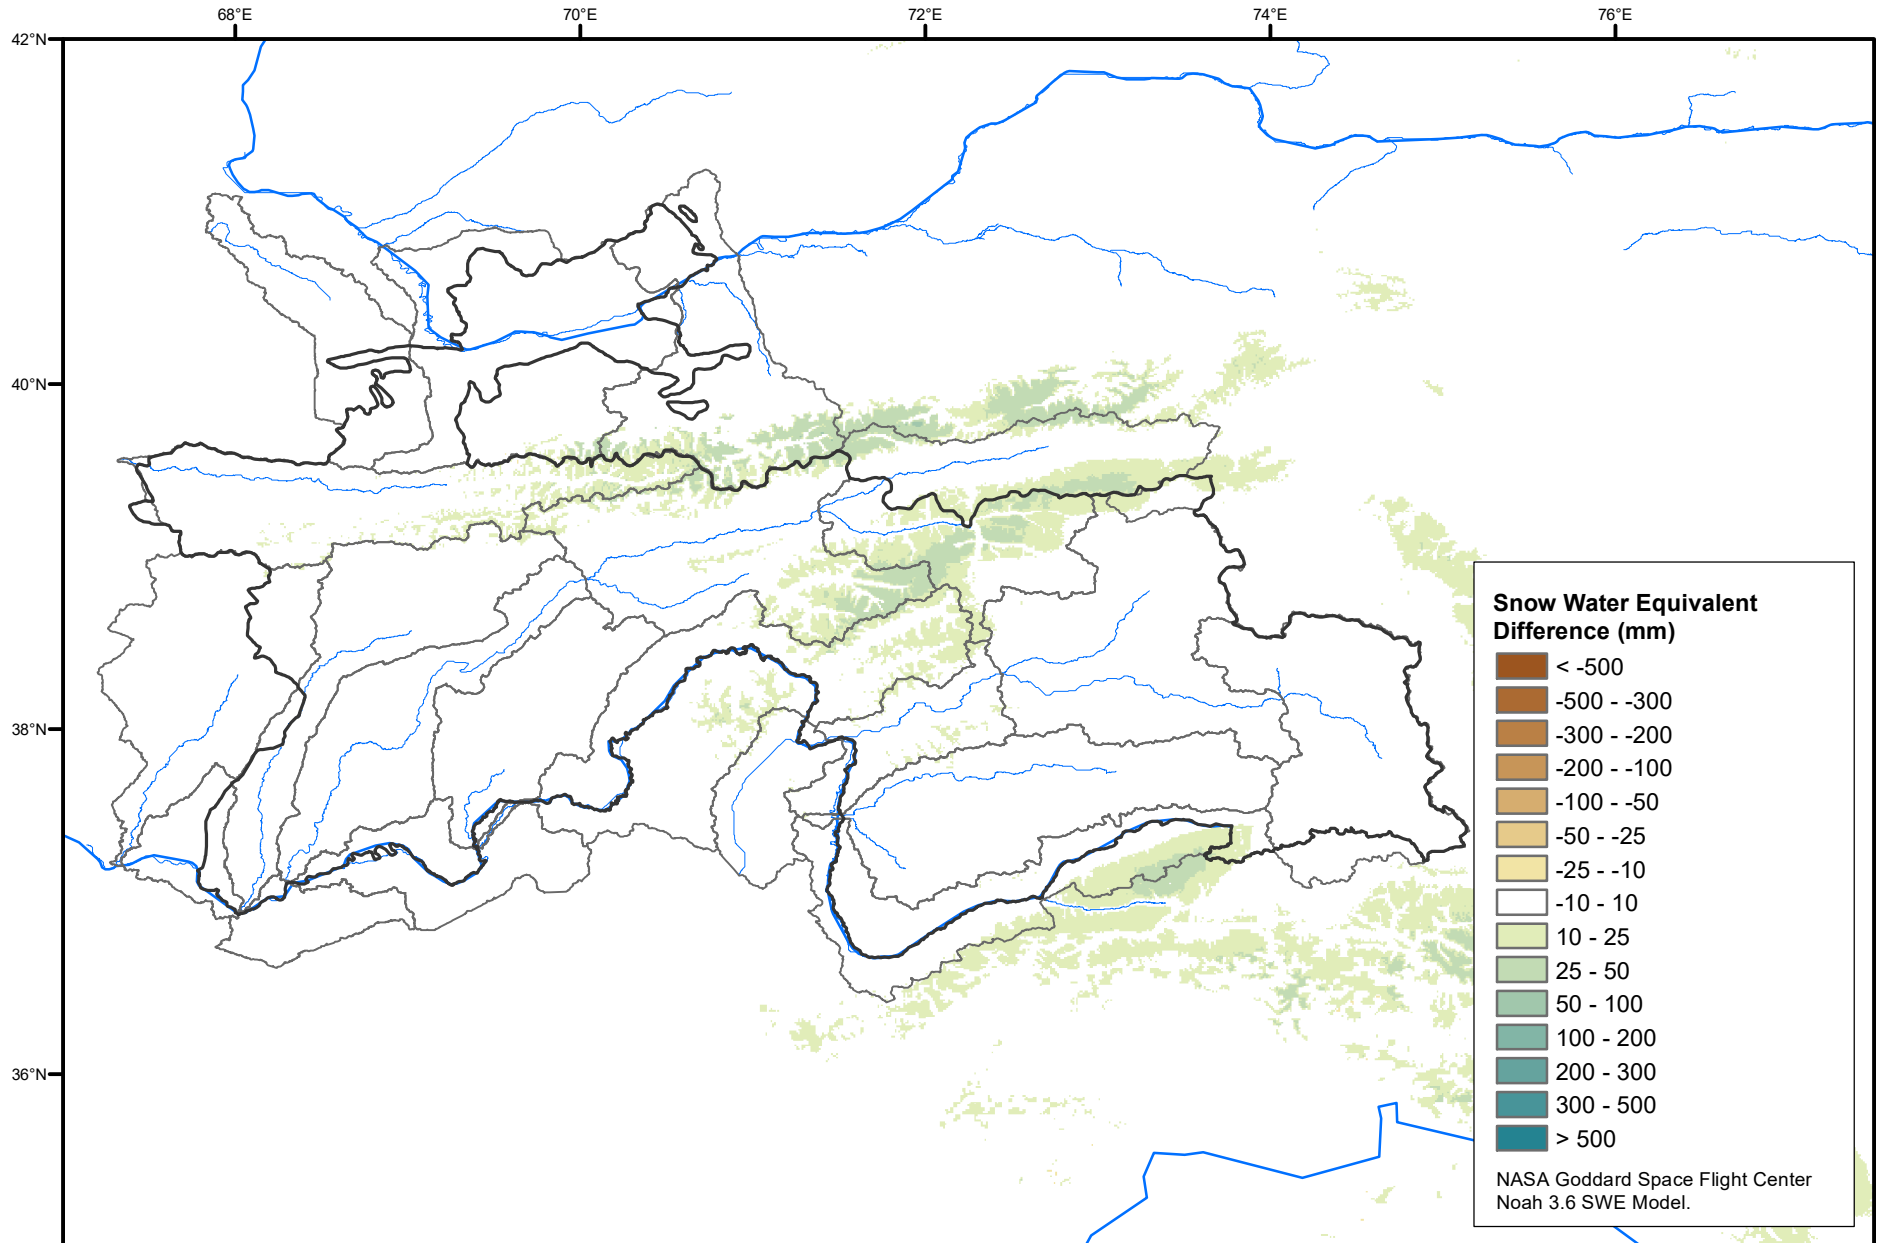 68°E
70°E
72°E
74°E
76°E
42°N
40°N
38°N
36°N
Snow Water Equivalent
Difference (mm)
< -500
-500 - -300
-300 - -200
-200 - -100
-100 - -50
-50 - -25
-25 - -10
-10 - 10
10 - 25
25 - 50
50 - 100
100 - 200
200 - 300
300 - 500
> 500
NASA Goddard Space Flight Center
Noah 3.6 SWE Model.